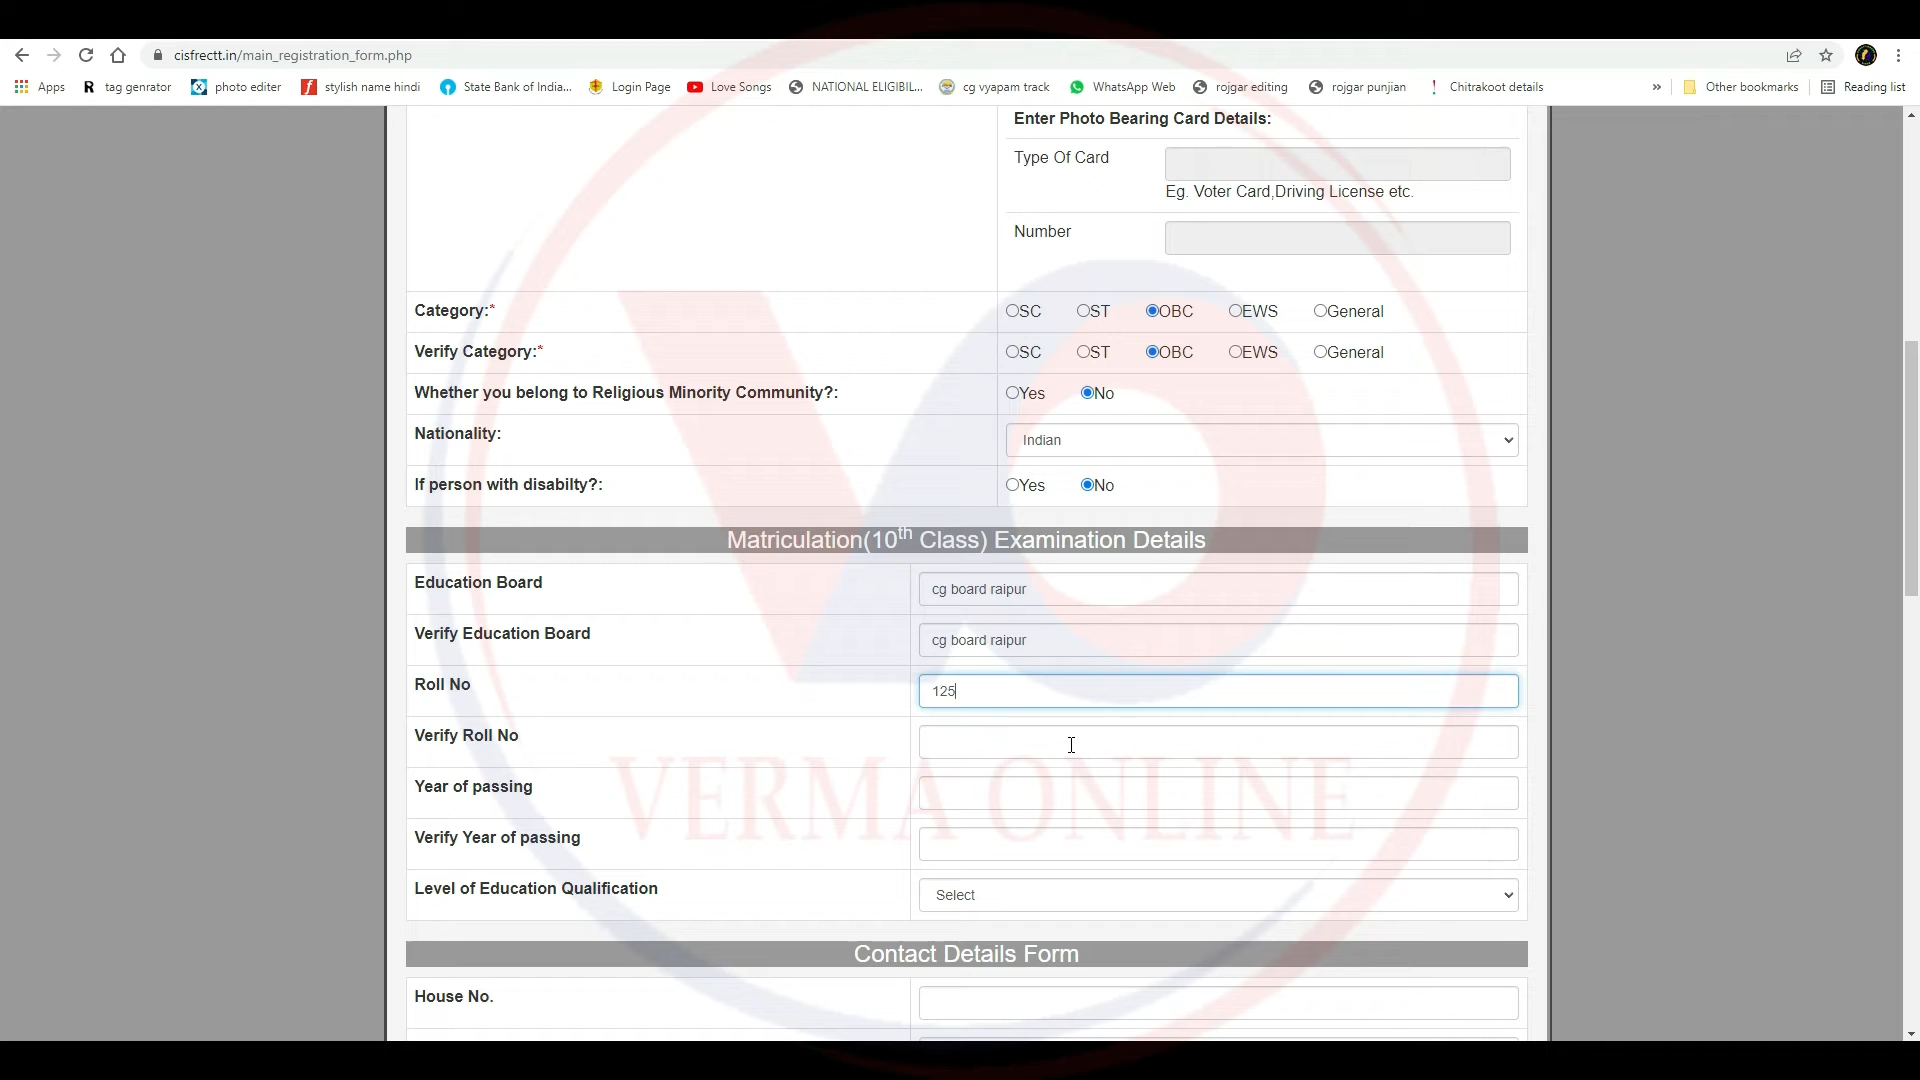 cisfrectt.in/main_registration_form.php
Apps R tag genrator photo editer stylish name hindi State Bank of India... Login Page Love Songs NATIONAL ELIGIBIL... cg vyapam track WhatsApp Web rojgar editing rojgar punjian ! Chitrakoot details » Other bookmarks Reading list
Enter Photo Bearing Card Details:
Type Of Card
Eg. Voter Card,Driving License etc.
Number
Category:* SC ST OBC EWS General
Verify Category:* SC ST OBC EWS General
Whether you belong to Religious Minority Community?: Yes No
Nationality: Indian
If person with disabilty?: Yes No
Matriculation(10th Class) Examination Details
Education Board cg board raipur
Verify Education Board cg board raipur
Roll No 125
Verify Roll No
Year of passing
VERMA ONLINE
Verify Year of passing
Level of Education Qualification Select
Contact Details Form
House No.